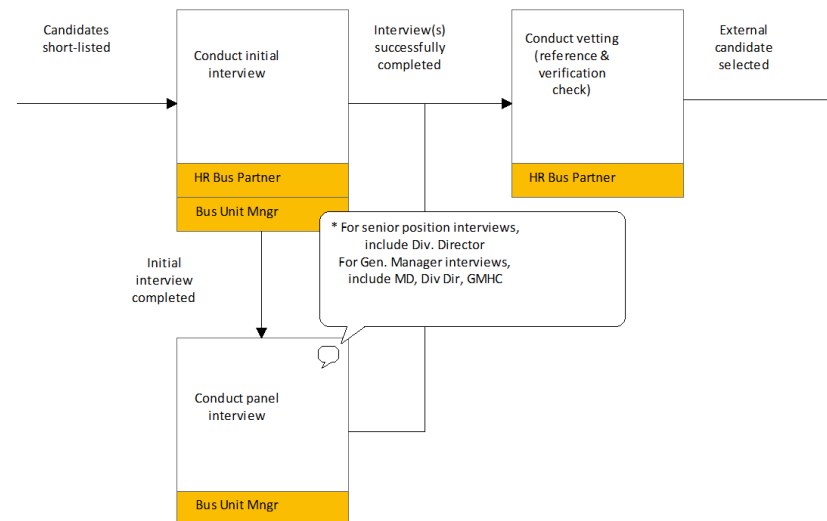 Candidates
short-listed
Conduct initial
interview
HR Bus Partner
Bus Unit Mngr
Interview(s)
successfully
completed
Conduct vetting
(reference &
verification
check)
HR Bus Partner
External
candidate
selected
* For senior position interviews,
include Div. Director
For Gen. Manager interviews,
include MD, Div Dir, GMHC
Initial
interview
completed
Conduct panel
interview
Bus Unit Mngr